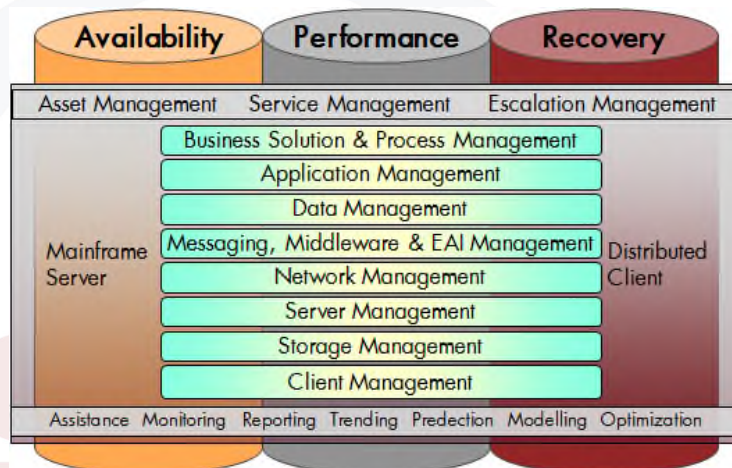 Availability Performance Recovery
Asset Management Service Management Escalation Management
Business Solution & Process Management
Application Management
Data Management
Messaging, Middleware & EAI Management
Mainframe Server
Distributed Client
Network Management
Server Management
Storage Management
Client Management
Assistance Monitoring Reporting Trending Predection Modelling Optimization